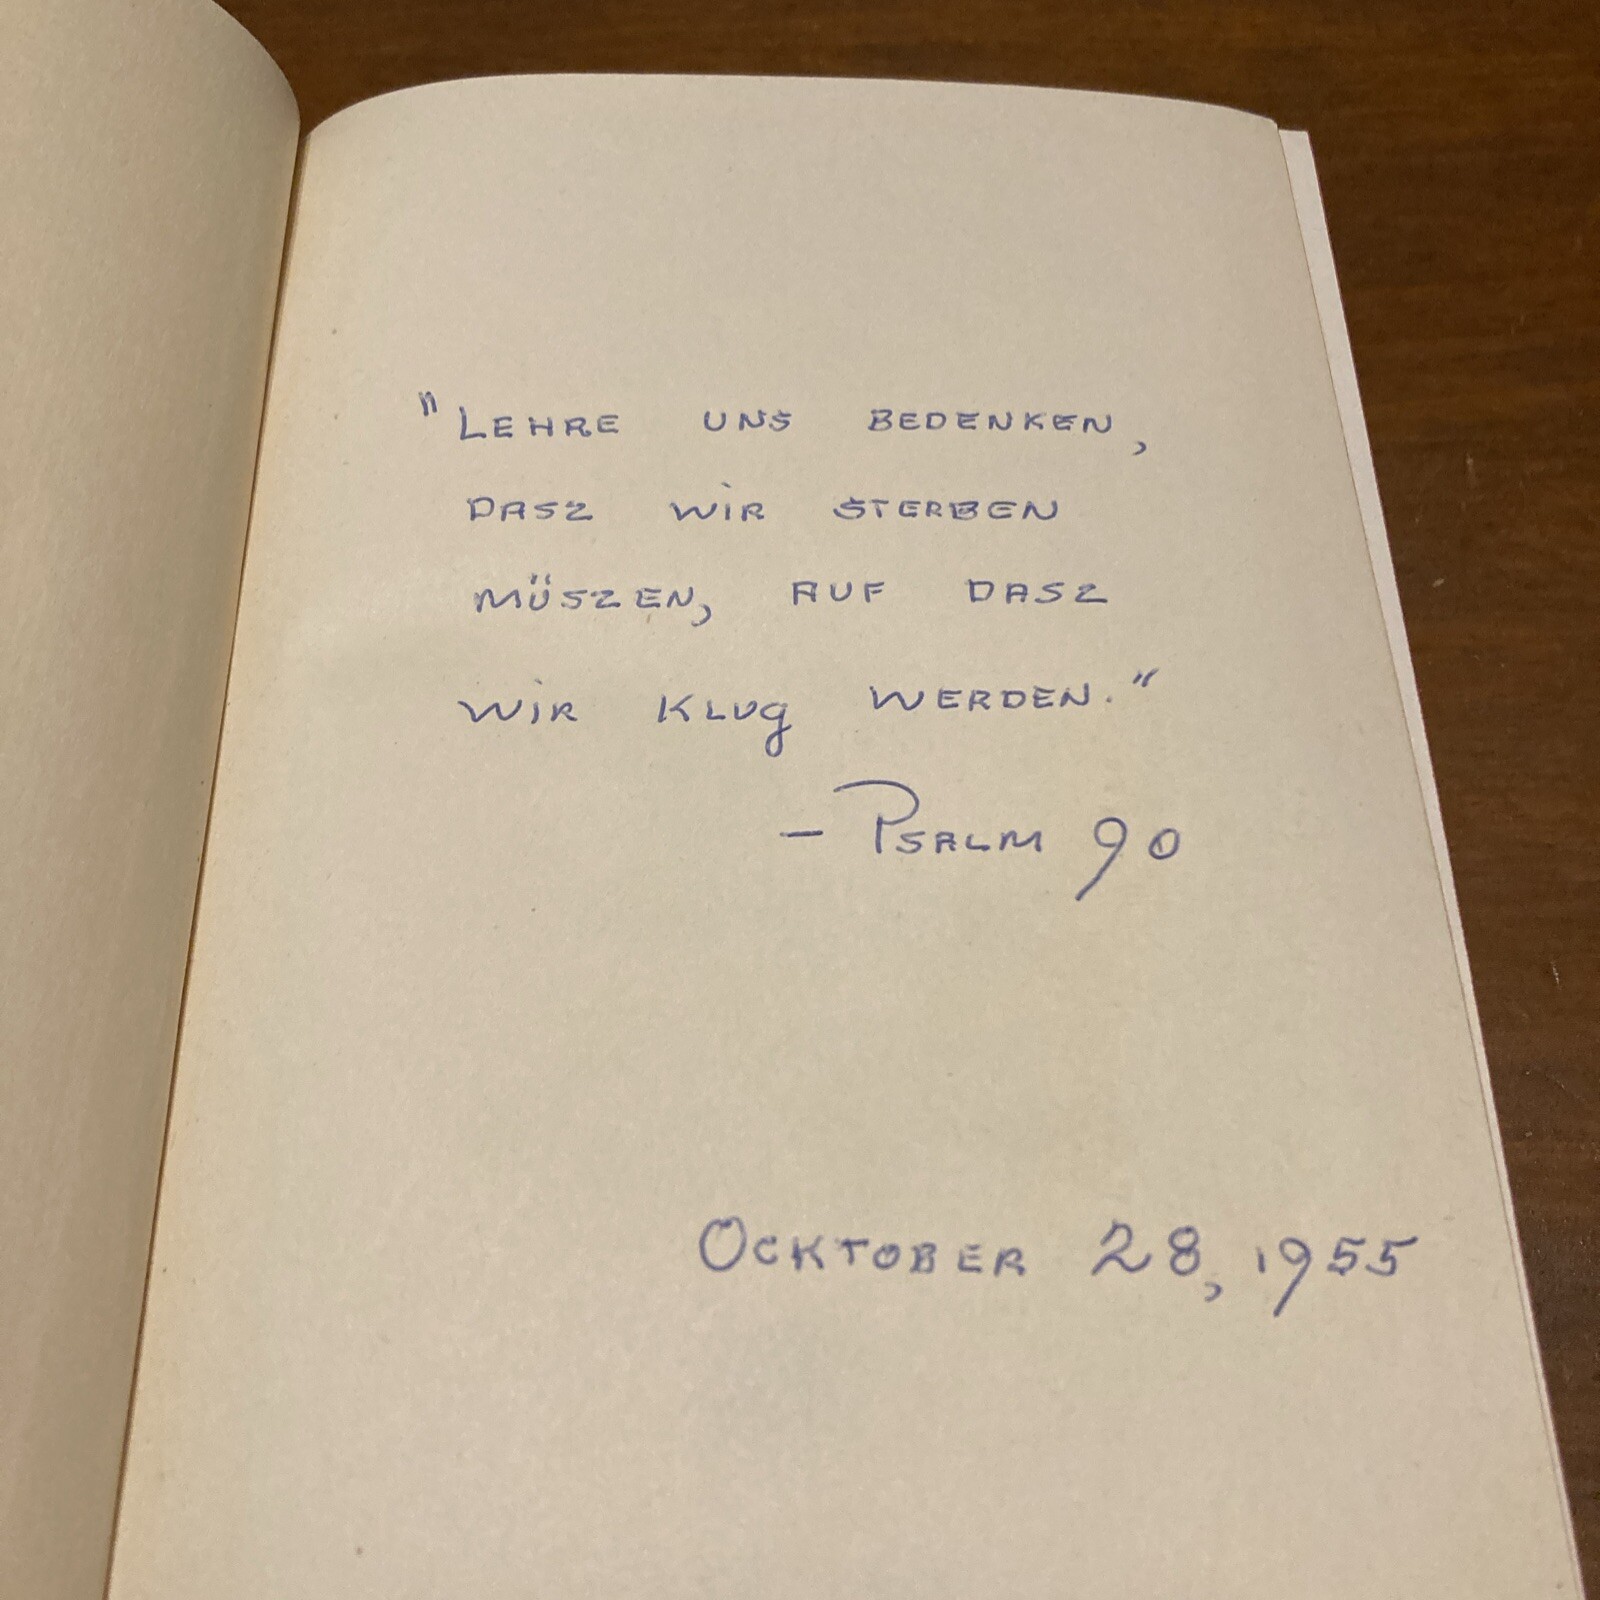 "LEHRE UNS BEDENKEN,
DASZ WIR STERBEN
MÜSZEN, AUF DASZ
WIR KLUG WERDEN."
– PSALM 90
OCKTOBER 28, 1955